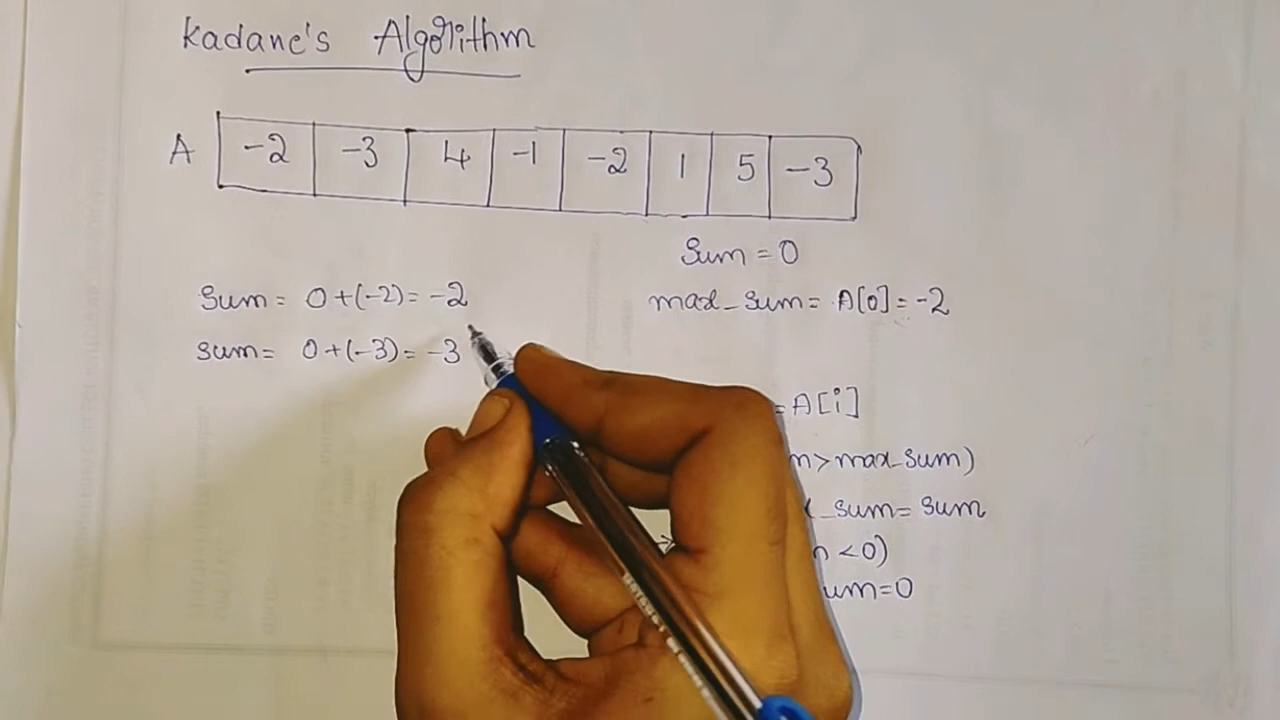 Kadane's Algorithm
A -2 -3 4 -1 -2 1 5 -3
Sum = 0
Sum = 0+(-2) = -2
max_sum = A[0] = -2
sum = 0+(-3) = -3
= A[i]
> max_sum)
_sum = sum
< 0)
=0